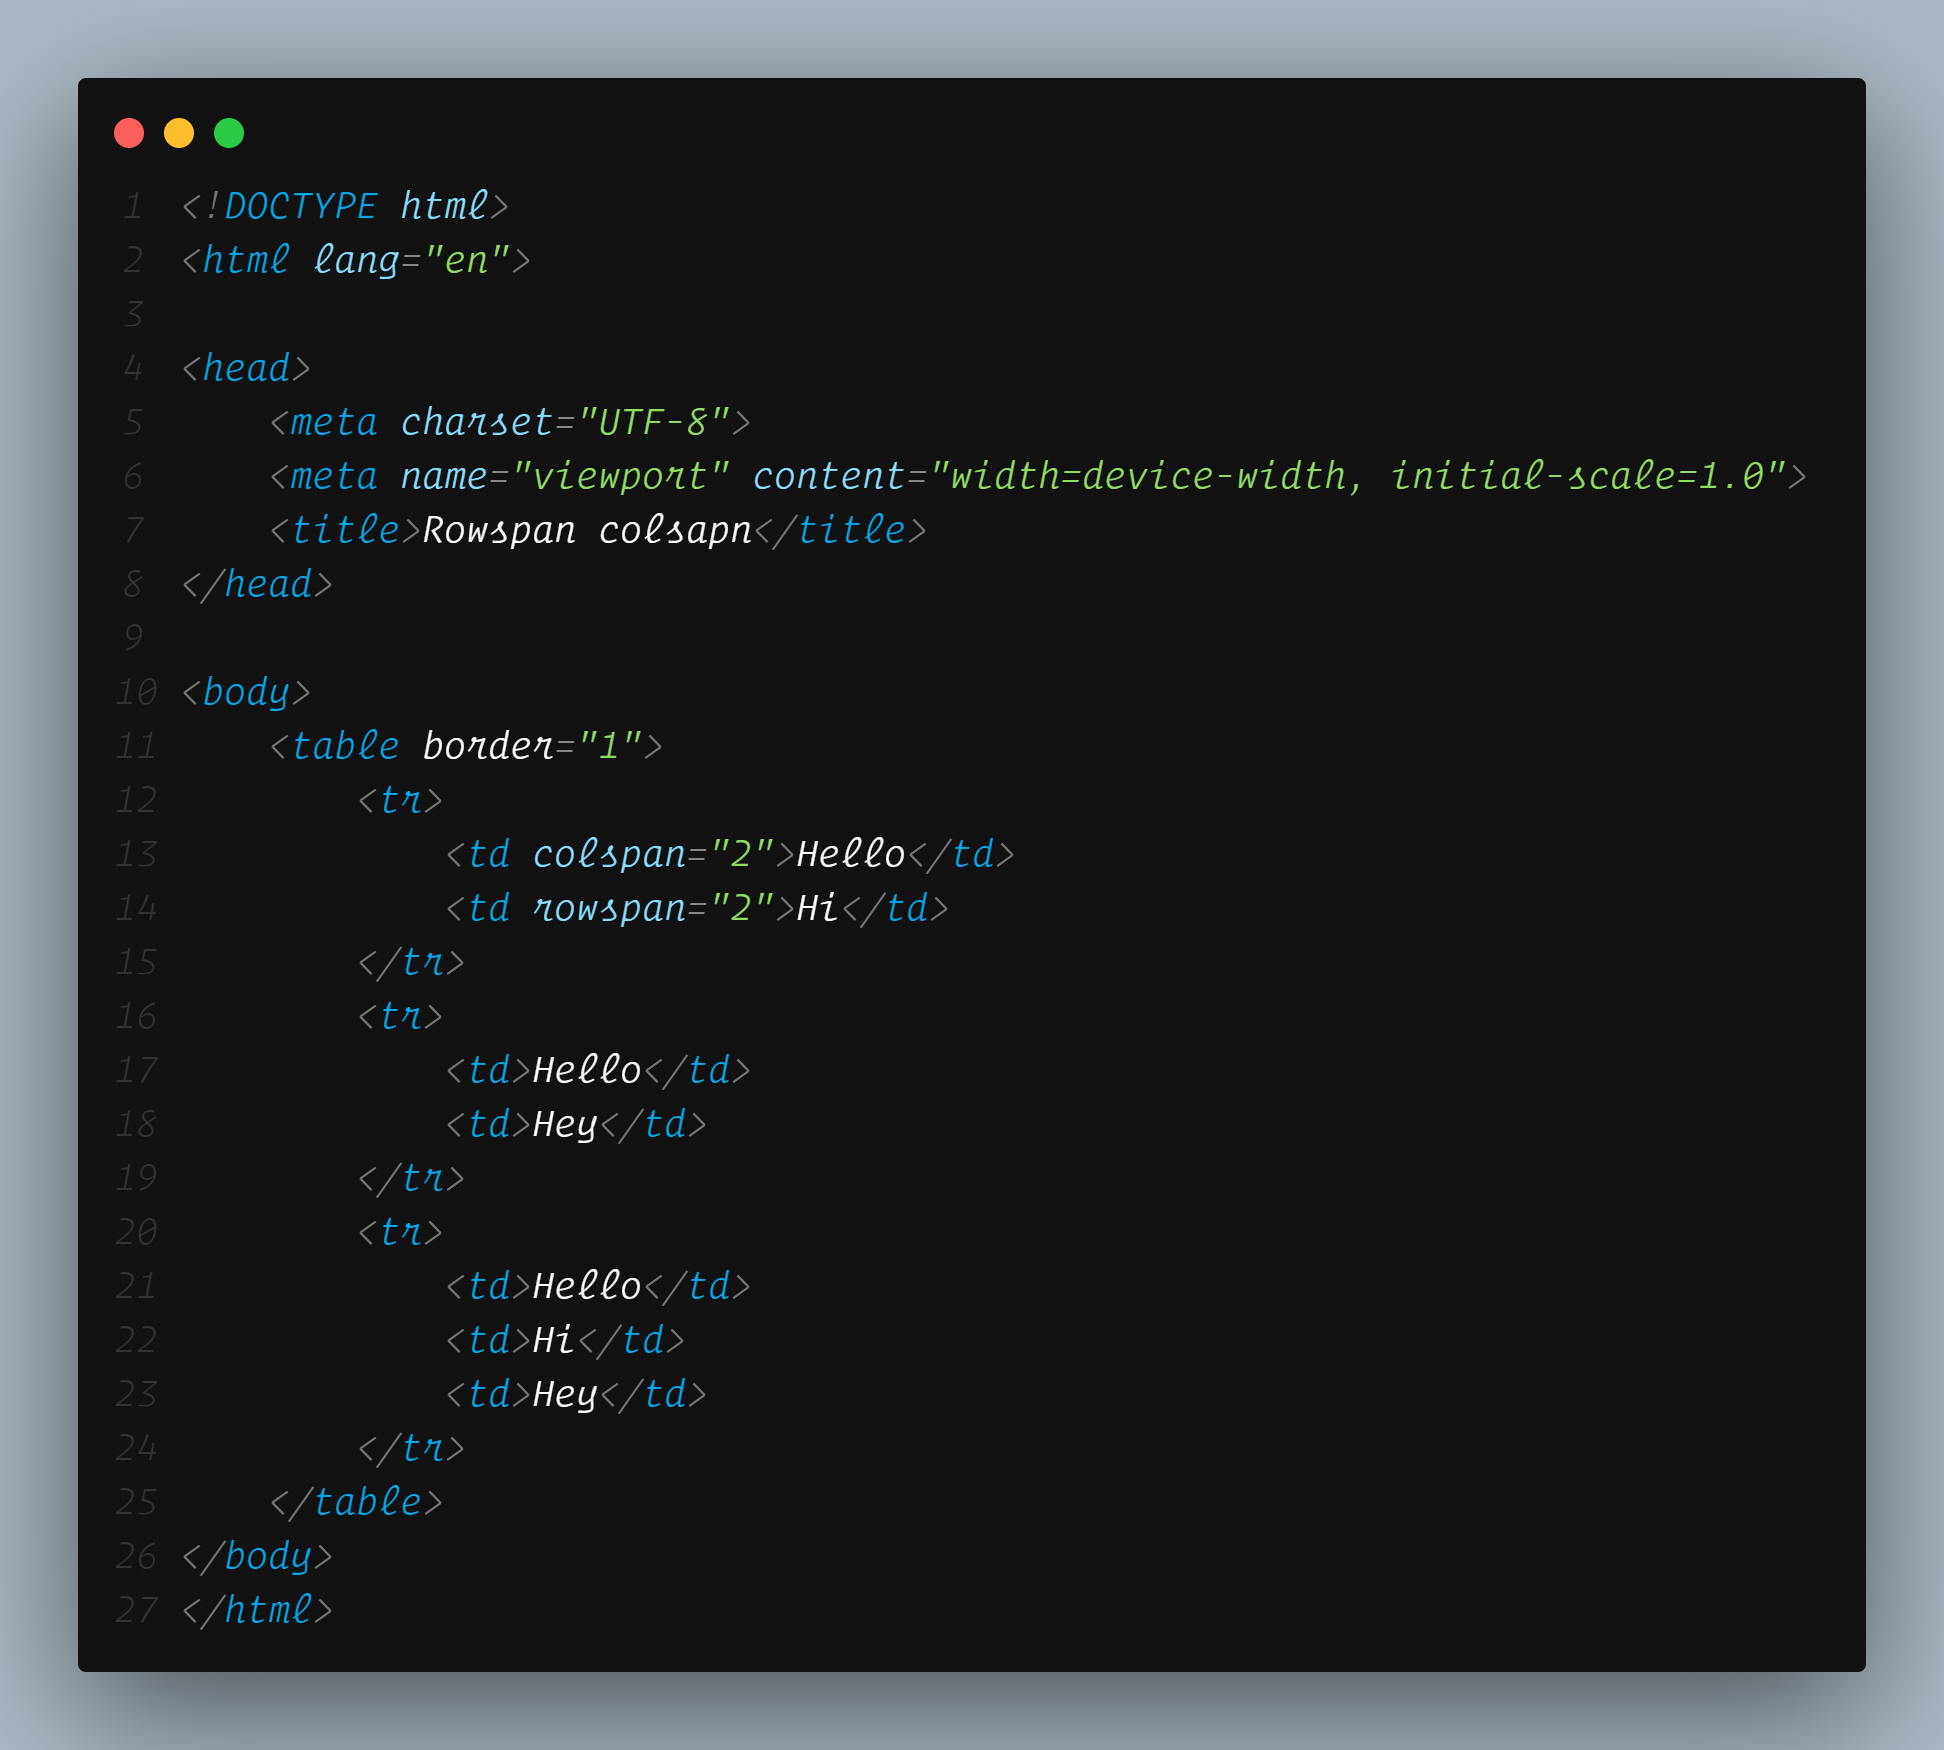 1 <!DOCTYPE html>
2 <html lang="en">
3
4 <head>
5     <meta charset="UTF-8">
6     <meta name="viewport" content="width=device-width, initial-scale=1.0">
7     <title>Rowspan colsapn</title>
8 </head>
9
10 <body>
11     <table border="1">
12         <tr>
13             <td colspan="2">Hello</td>
14             <td rowspan="2">Hi</td>
15         </tr>
16         <tr>
17             <td>Hello</td>
18             <td>Hey</td>
19         </tr>
20         <tr>
21             <td>Hello</td>
22             <td>Hi</td>
23             <td>Hey</td>
24         </tr>
25     </table>
26 </body>
27 </html>